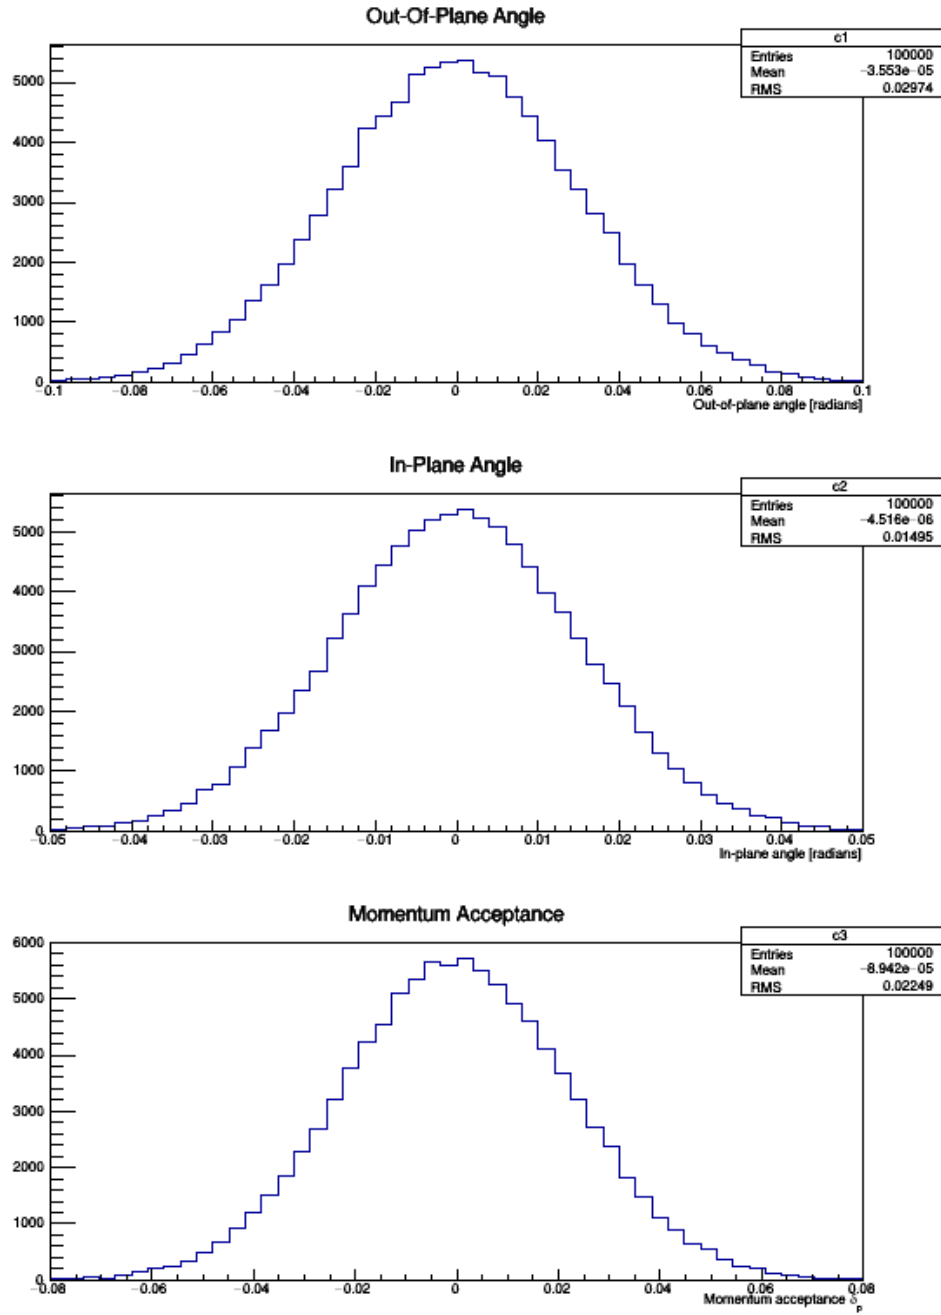 Out-Of-Plane Angle
c1
Entries 100000
Mean −3.553e−05
RMS 0.02974
5000
4000
3000
2000
1000
0
−0.1 −0.08 −0.06 −0.04 −0.02 0 0.02 0.04 0.06 0.08 0.1
Out-of-plane angle [radians]
In-Plane Angle
c2
Entries 100000
Mean −4.516e−06
RMS 0.01495
5000
4000
3000
2000
1000
0
−0.05 −0.04 −0.03 −0.02 −0.01 0 0.01 0.02 0.03 0.04 0.05
In-plane angle [radians]
Momentum Acceptance
c3
Entries 100000
Mean −8.942e−05
RMS 0.02249
6000
5000
4000
3000
2000
1000
0
−0.08 −0.06 −0.04 −0.02 0 0.02 0.04 0.06 0.08
Momentum acceptance δp